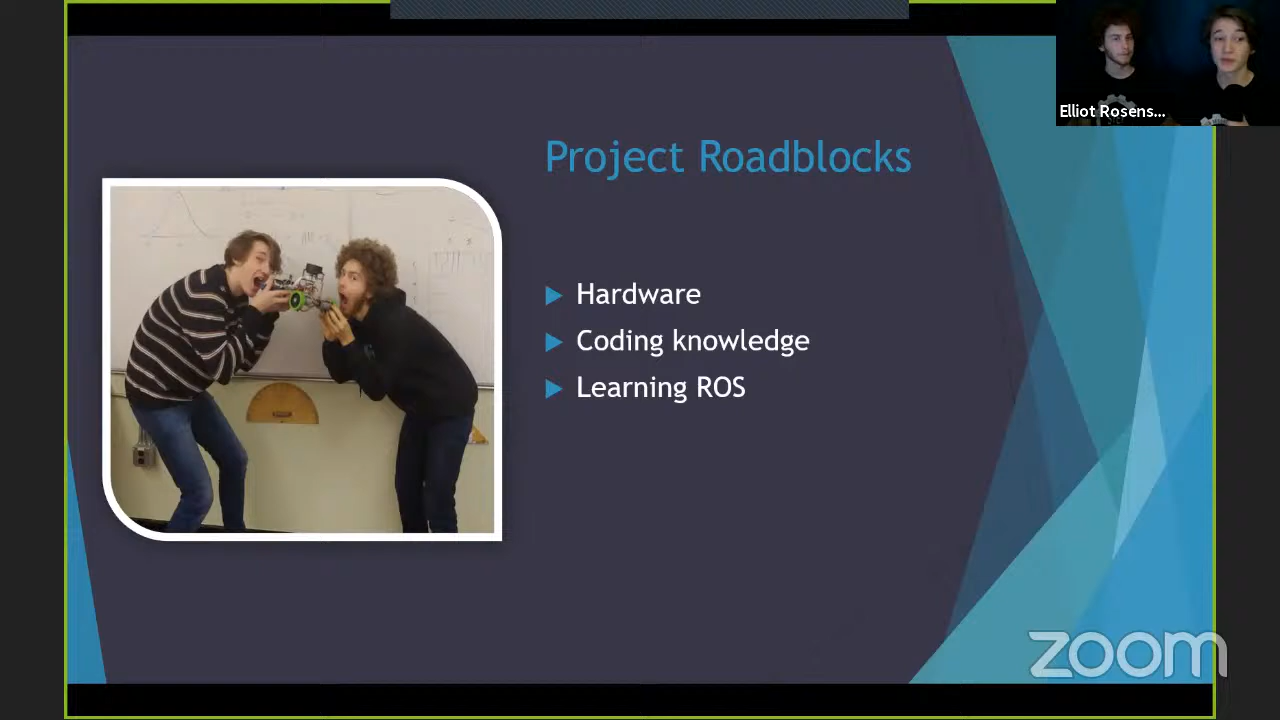 Elliot Rosens...
Project Roadblocks
Hardware
Coding knowledge
Learning ROS
zoom